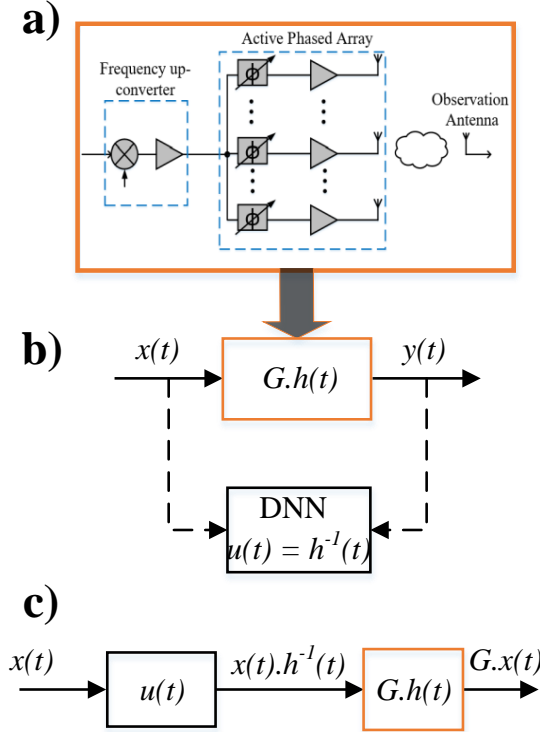 a)
Active Phased Array
Frequency up-
converter
ϕ
Observation
Antenna
ϕ
ϕ
b)
x(t)
G.h(t)
y(t)
DNN
u(t) = h⁻¹(t)
c)
x(t)
u(t)
x(t).h⁻¹(t)
G.h(t)
G.x(t)